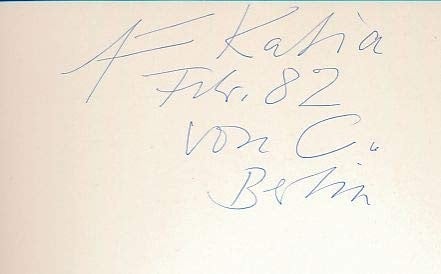 F Katia
Febr. 82
von C.
Berlin